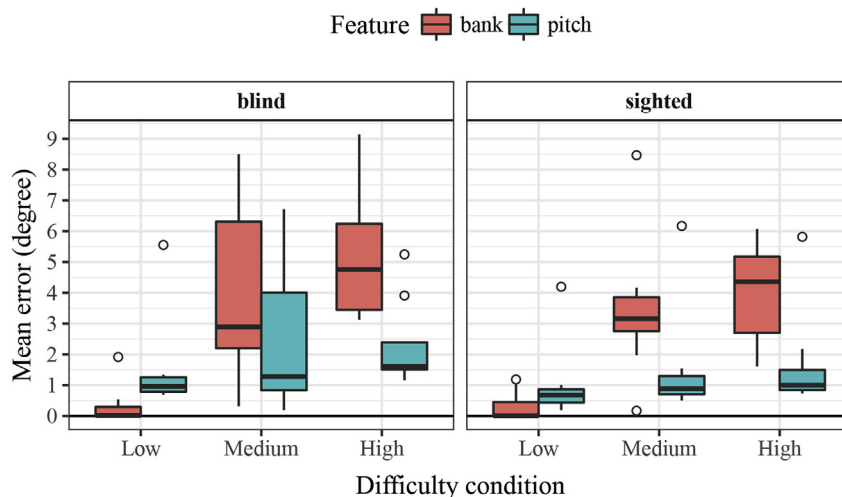 Feature bank pitch
blind sighted
9
8
7
6
5
4
3
2
1
0
Mean error (degree)
Low Medium High Low Medium High
Difficulty condition